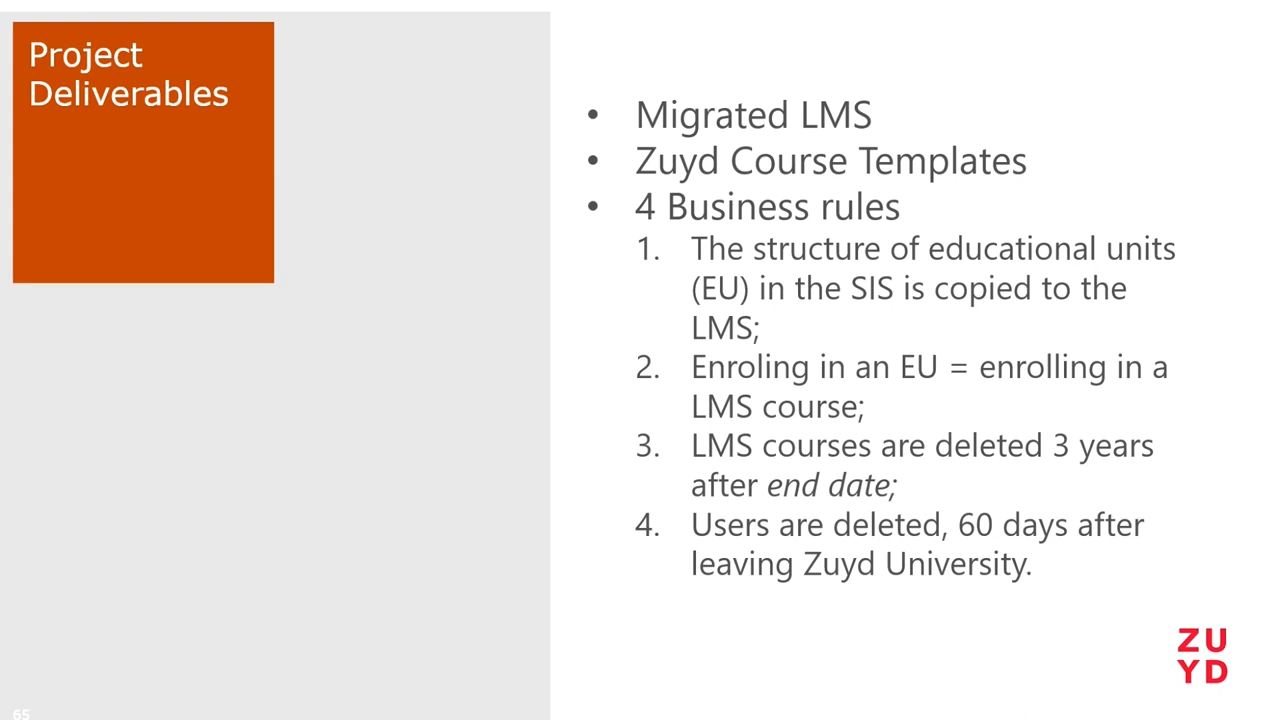 Project
Deliverables
• Migrated LMS
• Zuyd Course Templates
• 4 Business rules
1. The structure of educational units
(EU) in the SIS is copied to the
LMS;
2. Enroling in an EU = enrolling in a
LMS course;
3. LMS courses are deleted 3 years
after end date;
4. Users are deleted, 60 days after
leaving Zuyd University.
ZU
YD
65